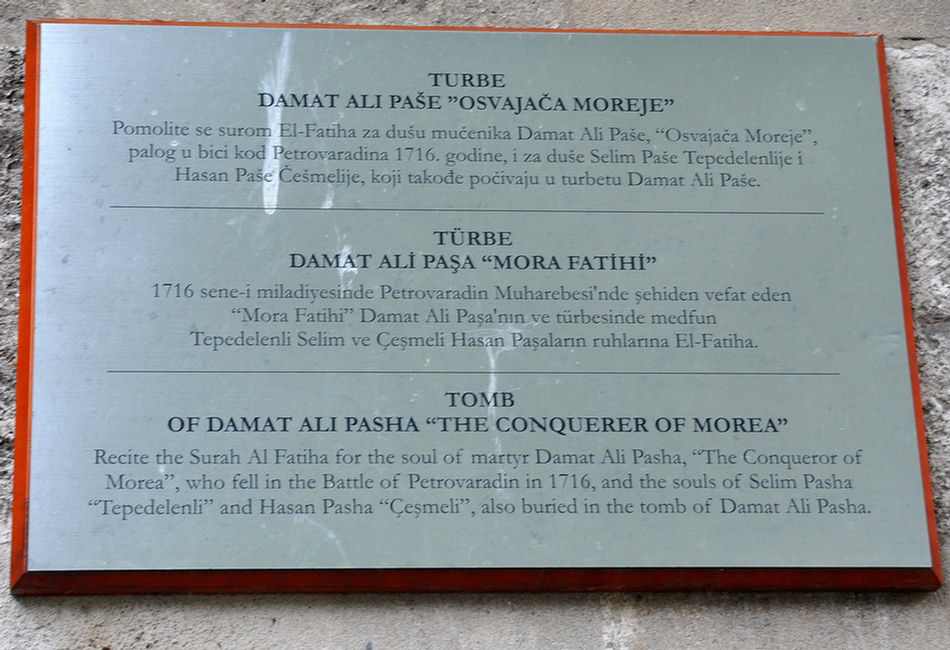 TURBE
DAMAT ALI PAŠE ”OSVAJAČA MOREJE”
Pomolite se surom El-Fatiha za dušu mučenika Damat Ali Paše, “Osvajača Moreje”,
palog u bici kod Petrovaradina 1716. godine, i za duše Selim Paše Tepedelenlije i
Hasan Paše Češmelije, koji takođe počivaju u turbetu Damat Ali Paše.
TÜRBE
DAMAT ALİ PAŞA “MORA FATİHİ”
1716 sene-i miladiyesinde Petrovaradin Muharebesi'nde şehiden vefat eden
“Mora Fatihi” Damat Ali Paşa'nın ve türbesinde medfun
Tepedelenli Selim ve Çeşmeli Hasan Paşaların ruhlarına El-Fatiha.
TOMB
OF DAMAT ALI PASHA “THE CONQUERER OF MOREA”
Recite the Surah Al Fatiha for the soul of martyr Damat Ali Pasha, “The Conqueror of
Morea”, who fell in the Battle of Petrovaradin in 1716, and the souls of Selim Pasha
“Tepedelenli” and Hasan Pasha “Çeşmeli”, also buried in the tomb of Damat Ali Pasha.